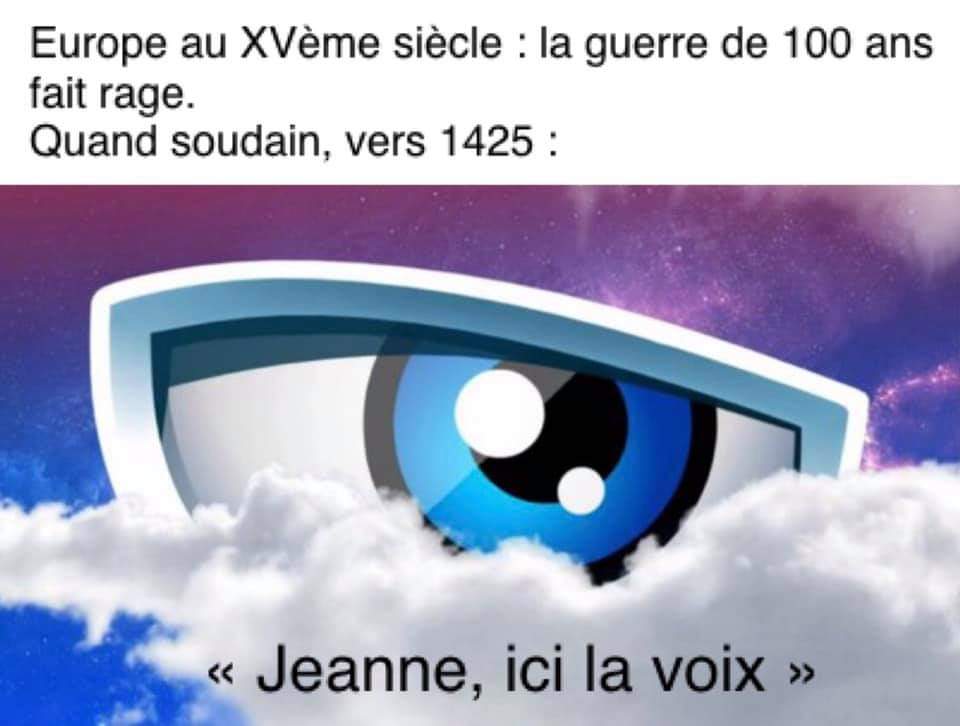 Europe au XVème siècle : la guerre de 100 ans
fait rage.
Quand soudain, vers 1425 :
« Jeanne, ici la voix »